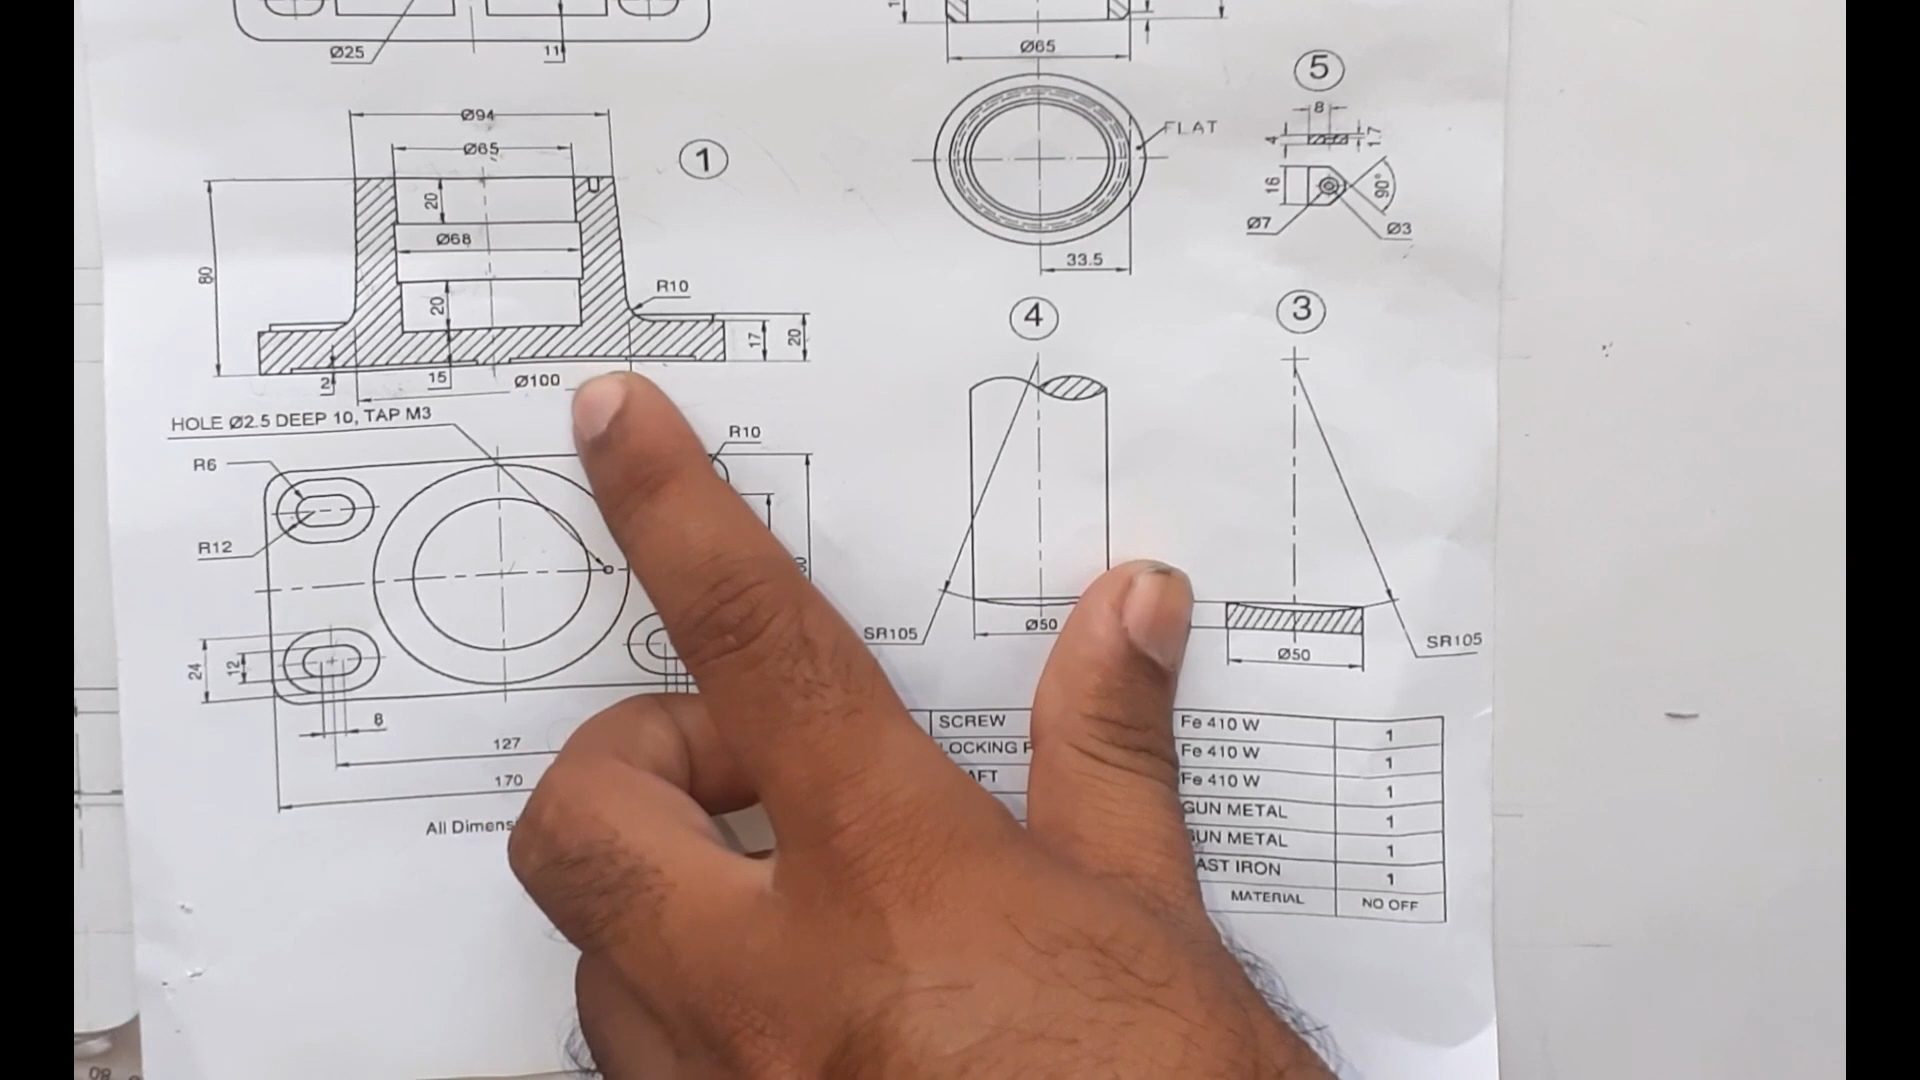 Ø25
11
Ø65
5
8
4
1.7
16
90°
Ø7
Ø3
FLAT
33.5
Ø94
Ø65
1
20
Ø68
80
20
R10
17
20
2
15
Ø100
HOLE Ø2.5 DEEP 10, TAP M3
R6
R10
R12
24
12
8
127
170
All Dimens
4
3
SR105
Ø50
Ø50
SR105
SCREW Fe 410 W 1
LOCKING Fe 410 W 1
AFT Fe 410 W 1
GUN METAL 1
GUN METAL 1
AST IRON 1
MATERIAL NO OFF
08